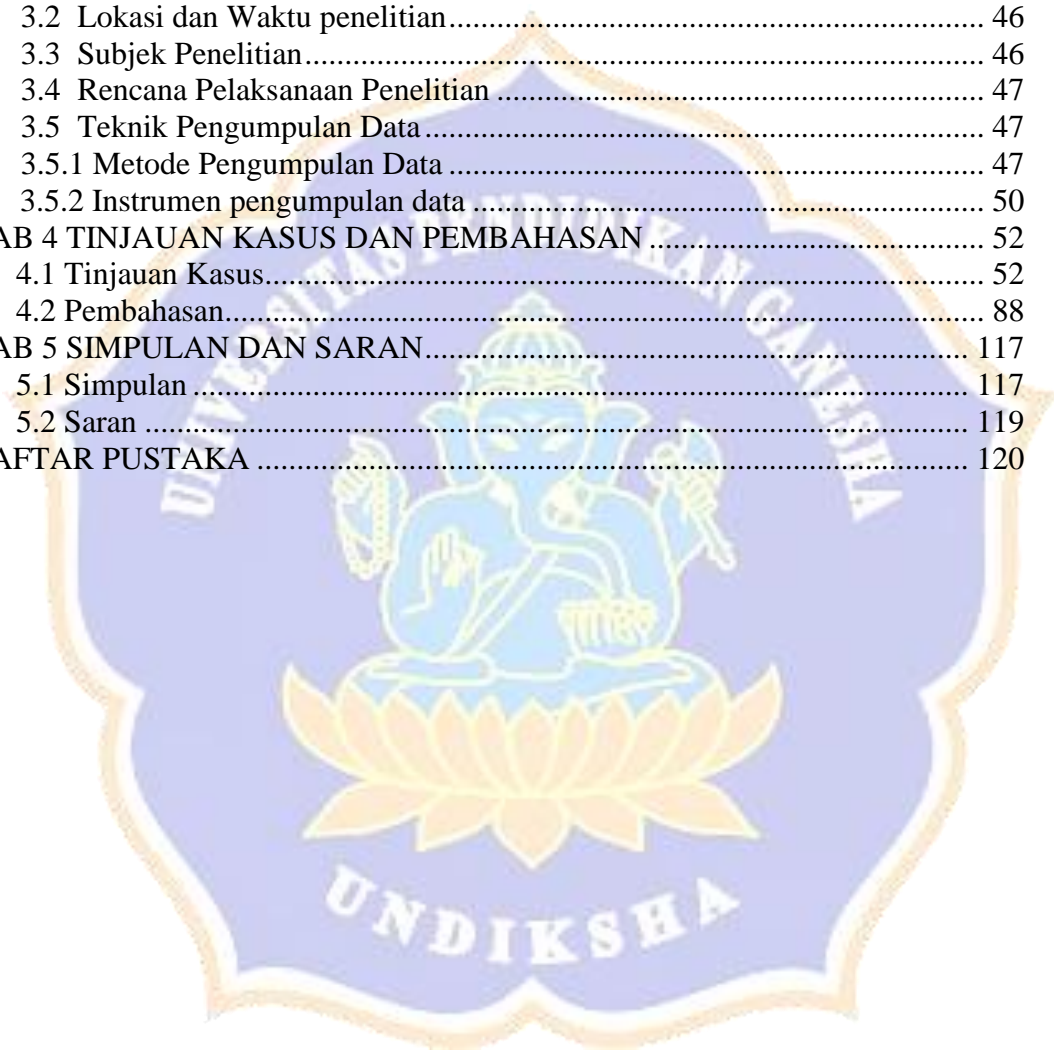 3.2 Lokasi dan Waktu penelitian.................................................................. 46
3.3 Subjek Penelitian.................................................................................... 46
3.4 Rencana Pelaksanaan Penelitian ............................................................ 47
3.5 Teknik Pengumpulan Data..................................................................... 47
3.5.1 Metode Pengumpulan Data .................................................................. 47
3.5.2 Instrumen pengumpulan data ............................................................... 50
AB 4 TINJAUAN KASUS DAN PEMBAHASAN ......................................... 52
4.1 Tinjauan Kasus......................................................................................... 52
4.2 Pembahasan.............................................................................................. 88
AB 5 SIMPULAN DAN SARAN.................................................................. 117
5.1 Simpulan ................................................................................................ 117
5.2 Saran ...................................................................................................... 119
AFTAR PUSTAKA ....................................................................................... 120
UNIVERSITAS PENDIDIKAN GANESHA
UNDIKSHA